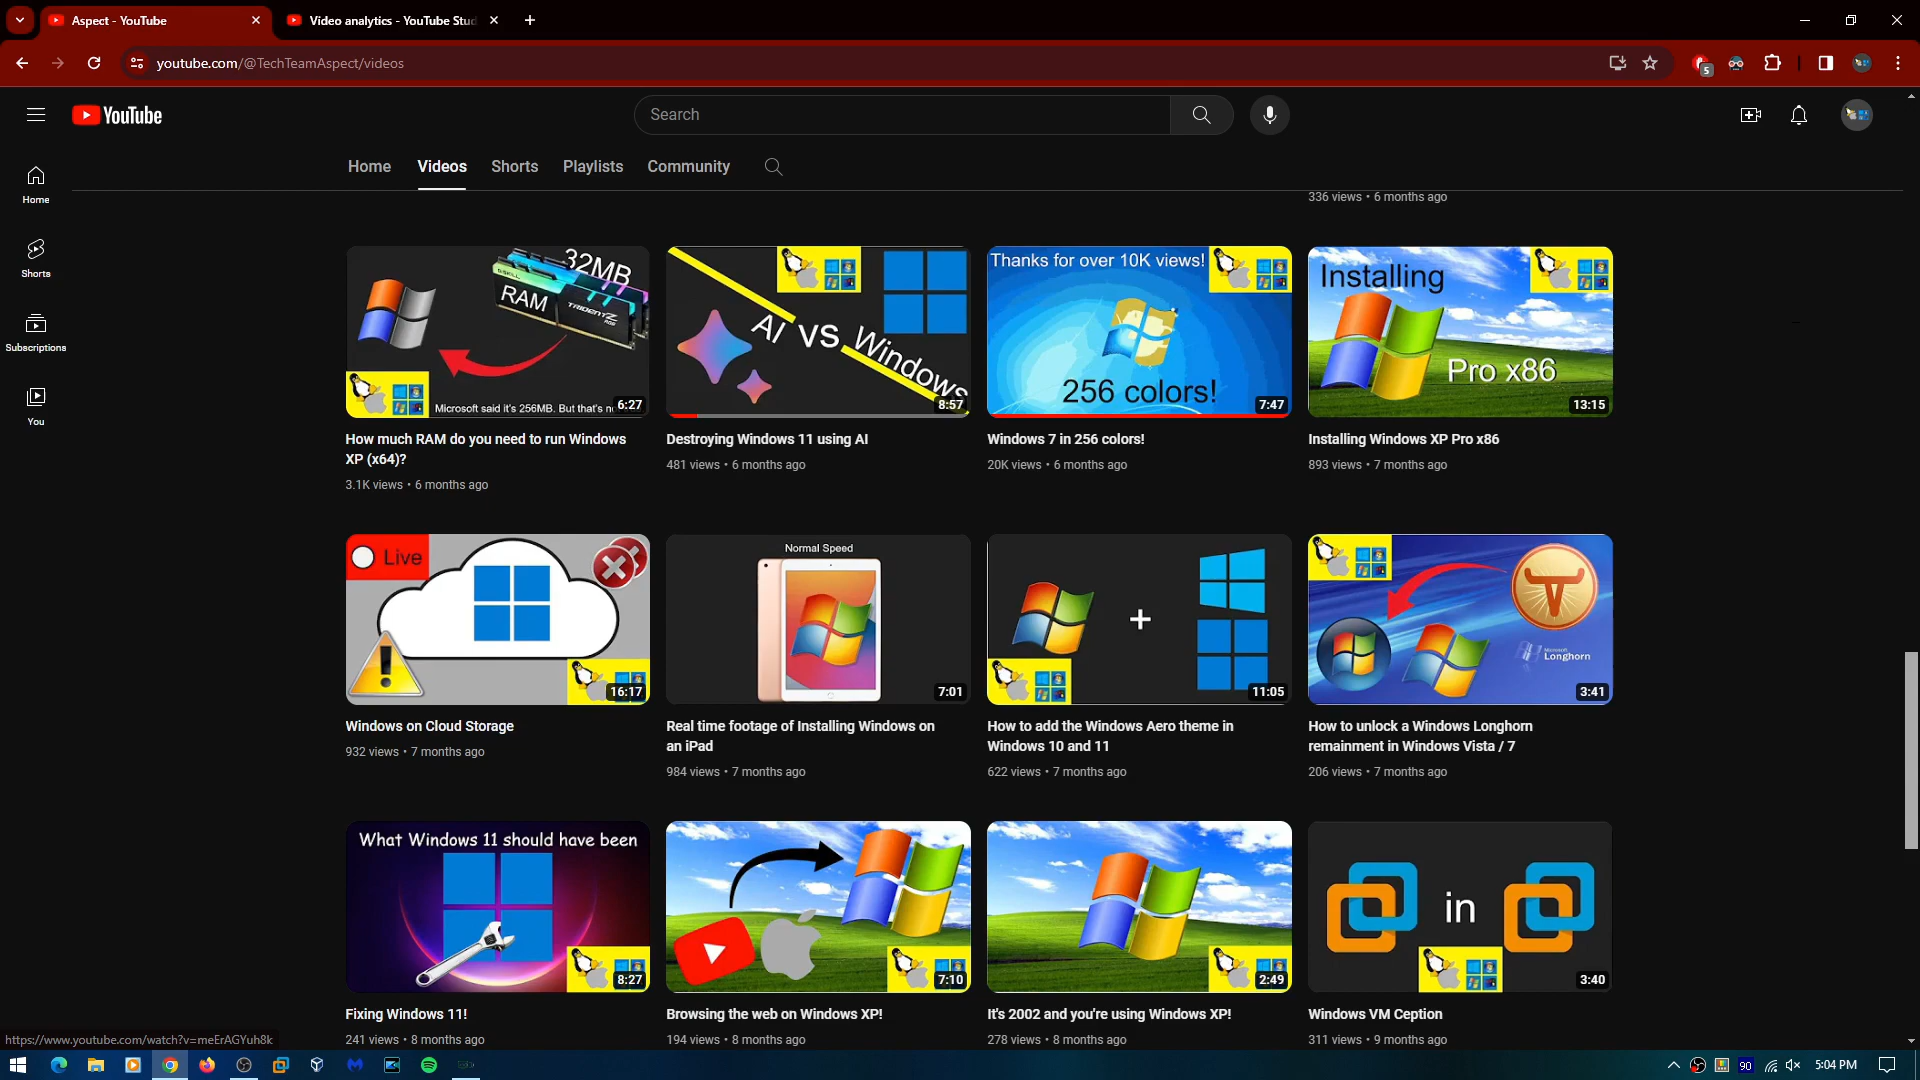 Aspect - YouTube
Video analytics - YouTube Stud
youtube.com/@TechTeamAspect/videos
5
YouTube
Search
Home
Videos
Shorts
Playlists
Community
Home
Shorts
Subscriptions
You
336 views • 6 months ago
32MB
RAM
TRIDENTZ
Microsoft said it's 256MB. But that's n
6:27
AI VS Windows
8:57
Thanks for over 10K views!
256 colors!
7:47
Installing
Pro x86
13:15
How much RAM do you need to run Windows
XP (x64)?
3.1K views • 6 months ago
Destroying Windows 11 using AI
481 views • 6 months ago
Windows 7 in 256 colors!
20K views • 6 months ago
Installing Windows XP Pro x86
893 views • 7 months ago
Live
16:17
Normal Speed
7:01
+
11:05
Microsoft
Longhorn
3:41
Windows on Cloud Storage
932 views • 7 months ago
Real time footage of Installing Windows on
an iPad
984 views • 7 months ago
How to add the Windows Aero theme in
Windows 10 and 11
622 views • 7 months ago
How to unlock a Windows Longhorn
remainment in Windows Vista / 7
206 views • 7 months ago
What Windows 11 should have been
8:27
7:10
2:49
in
3:40
Fixing Windows 11!
241 views • 8 months ago
Browsing the web on Windows XP!
194 views • 8 months ago
It's 2002 and you're using Windows XP!
278 views • 8 months ago
Windows VM Ception
311 views • 9 months ago
https://www.youtube.com/watch?v=meErAGYuh8k
90
5:04 PM